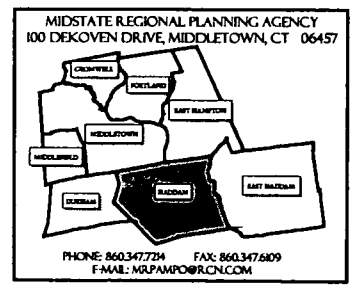 MIDSTATE REGIONAL PLANNING AGENCY
100 DEKOVEN DRIVE, MIDDLETOWN, CT 06457
CROMWELL
PORTLAND
EAST HAMPTON
MIDDLETOWN
MIDDLEFIELD
HADDAM
EAST HADDAM
DURHAM
PHONE: 860.347.7214 FAX: 860.347.6109
E-MAIL: MRPAMPO@RCN.COM